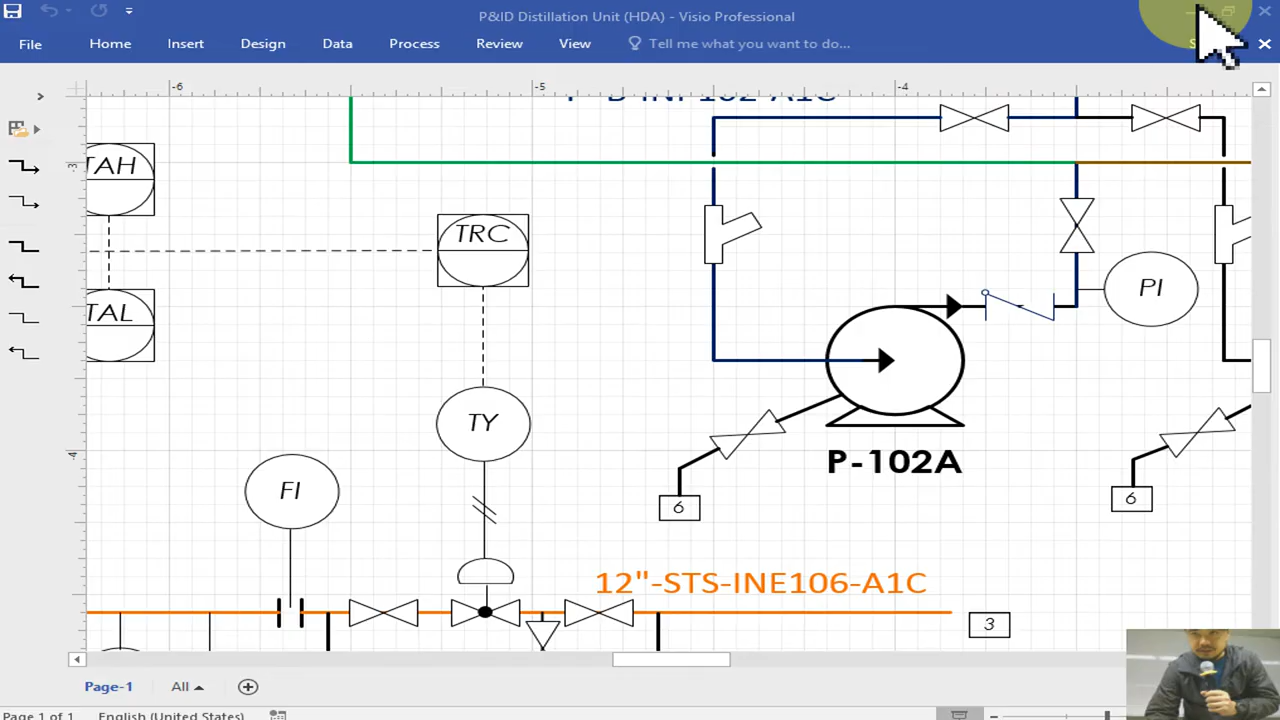 P&ID Distillation Unit (HDA) - Visio Professional
File Home Insert Design Data Process Review View Tell me what you want to do...
-6 -5 -4
TAH
-3
TRC
PI
TAL
TY
-4
P-102A
FI
6 6
12"-STS-INE106-A1C
3
Page-1 All
Page 1 of 1 English (United States)